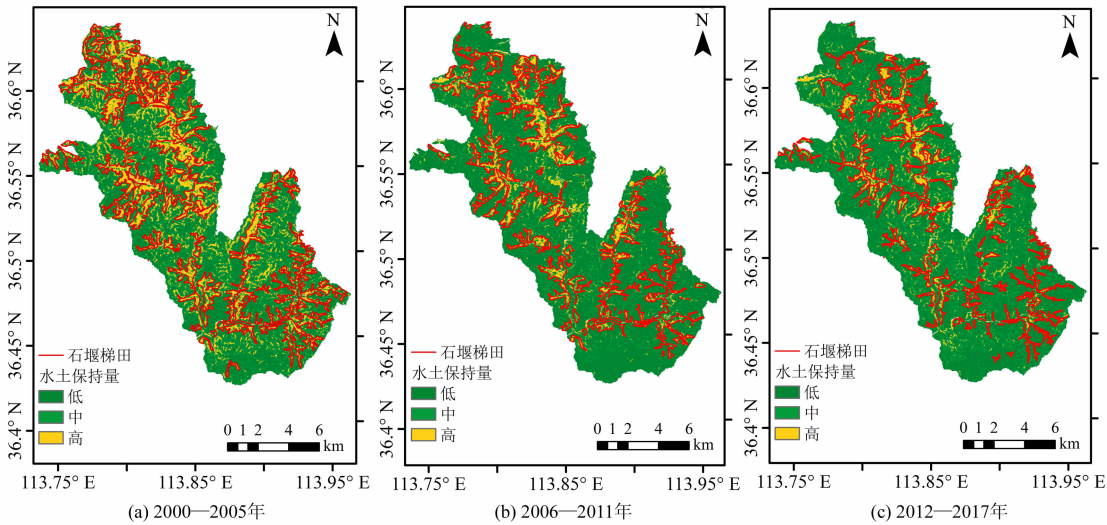 N
36.6° N
36.55° N
36.5° N
36.45° N
36.4° N
石堰梯田
水土保持量
低
中
高
0 1 2 4 6
km
113.75° E 113.85° E 113.95° E
(a) 2000—2005年
N
36.6° N
36.55° N
36.5° N
36.45° N
36.4° N
石堰梯田
水土保持量
低
中
高
0 1 2 4 6
km
113.75° E 113.85° E 113.95° E
(b) 2006—2011年
N
36.6° N
36.55° N
36.5° N
36.45° N
36.4° N
石堰梯田
水土保持量
低
中
高
0 1 2 4 6
km
113.75° E 113.85° E 113.95° E
(c) 2012—2017年